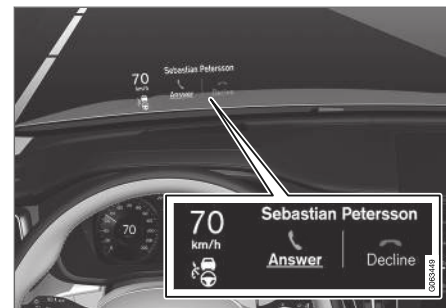 70
km/h
Sebastian Petersson
Answer
Decline
70
70
km/h
Sebastian Petersson
Answer
Decline
G063449